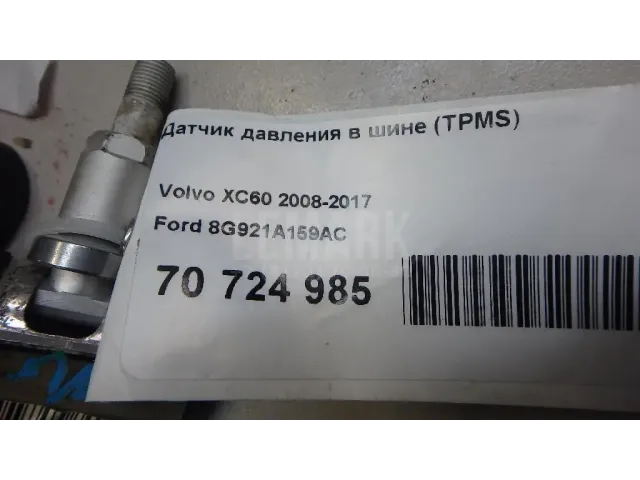 Датчик давления в шине (TPMS)
Volvo XC60 2008-2017
Ford 8G921A159AC
70 724 985